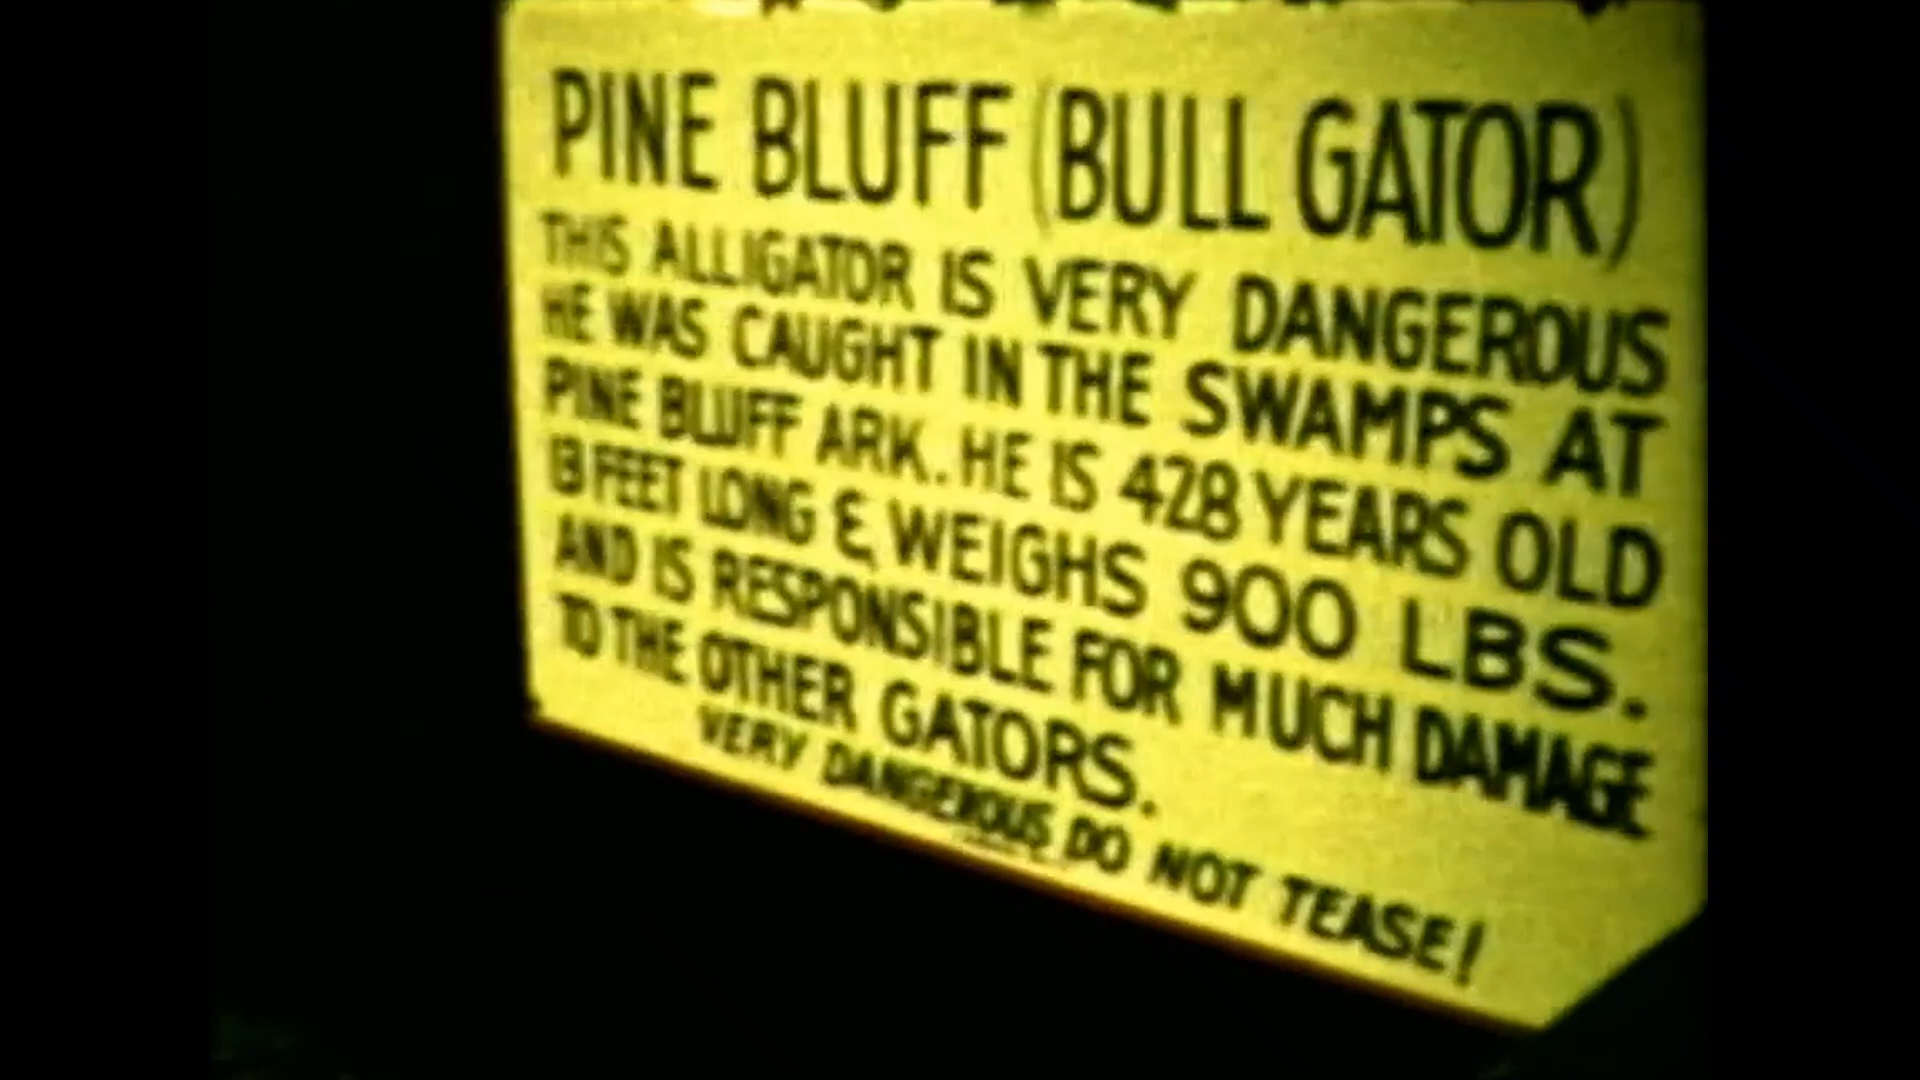 PINE BLUFF (BULL GATOR)
THIS ALLIGATOR IS VERY DANGEROUS
HE WAS CAUGHT IN THE SWAMPS AT
PINE BLUFF ARK. HE IS 428 YEARS OLD
13 FEET LONG & WEIGHS 900 LBS.
AND IS RESPONSIBLE FOR MUCH DAMAGE
TO THE OTHER GATORS.
VERY DANGEROUS DO NOT TEASE!